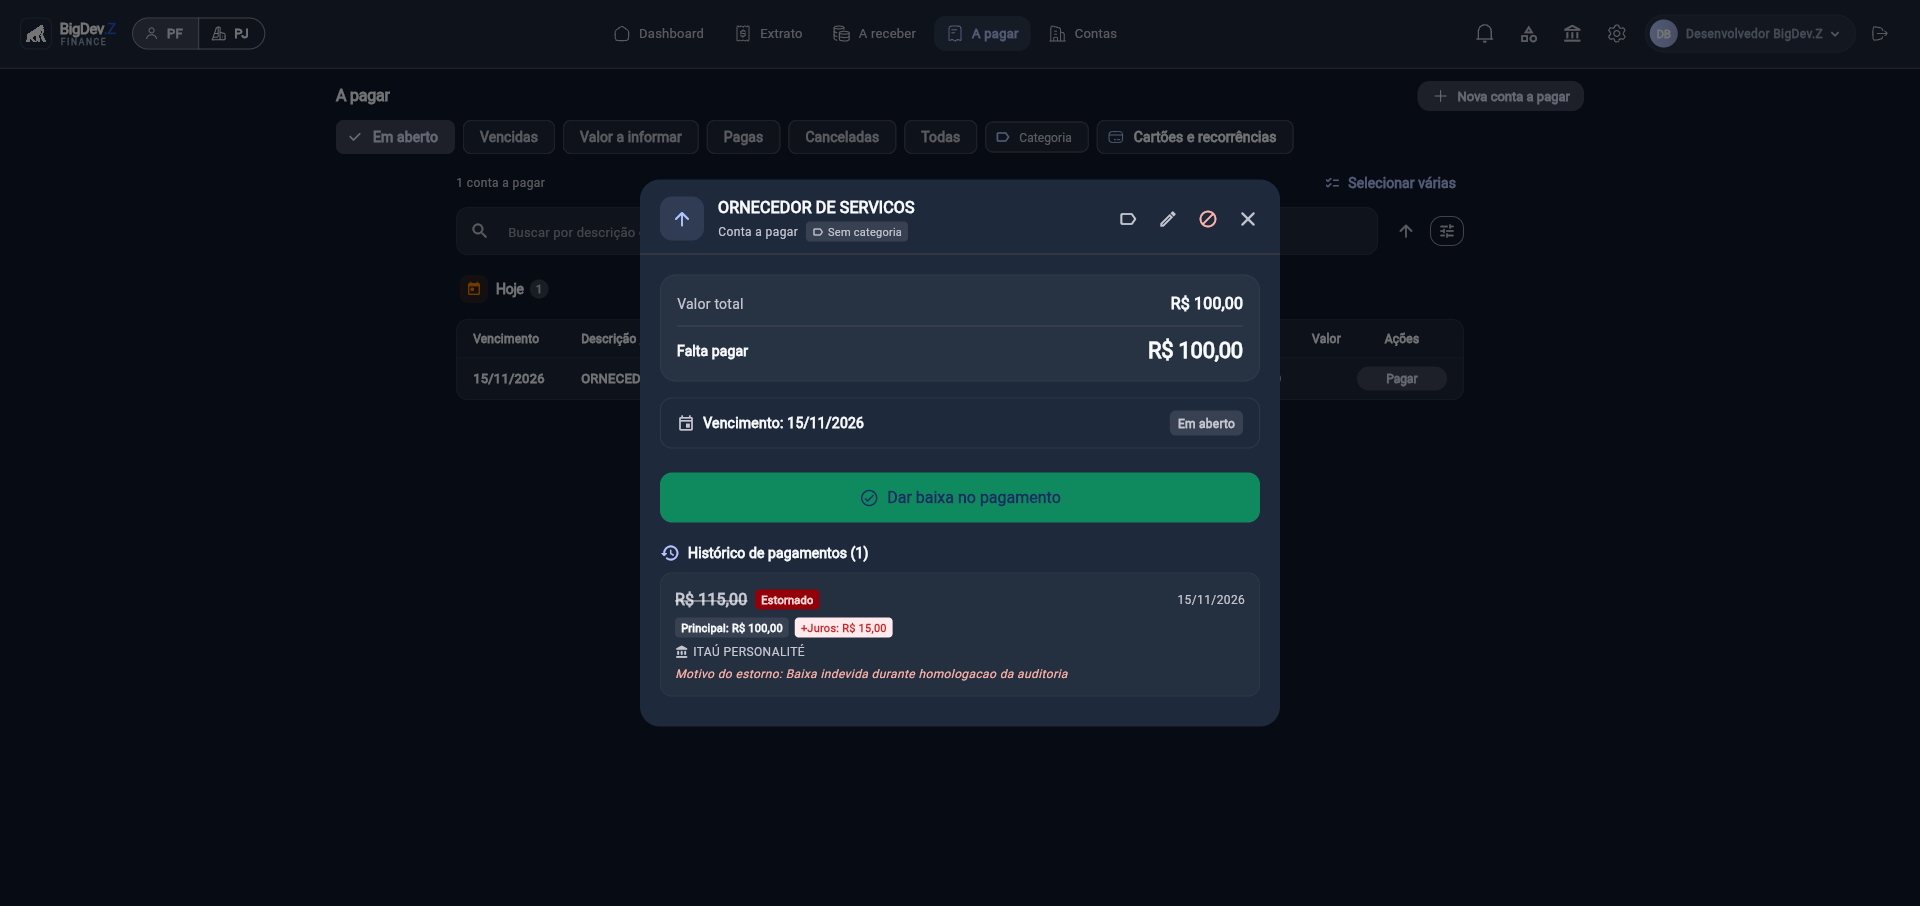 BigDev.Z
FINANCE
PF
PJ
Dashboard
Extrato
A receber
A pagar
Contas
DB
Desenvolvedor BigDev.Z
A pagar
Nova conta a pagar
Em aberto
Vencidas
Valor a informar
Pagas
Canceladas
Todas
Categoria
Cartões e recorrências
1 conta a pagar
Selecionar várias
Buscar por descrição
Hoje 1
Vencimento
Descrição
Valor
Ações
15/11/2026
ORNECED
Pagar
ORNECEDOR DE SERVICOS
Conta a pagar
Sem categoria
Valor total
R$ 100,00
Falta pagar
R$ 100,00
Vencimento: 15/11/2026
Em aberto
Dar baixa no pagamento
Histórico de pagamentos (1)
R$ 115,00
Estornado
15/11/2026
Principal: R$ 100,00
+Juros: R$ 15,00
ITAÚ PERSONALITÉ
Motivo do estorno: Baixa indevida durante homologacao da auditoria